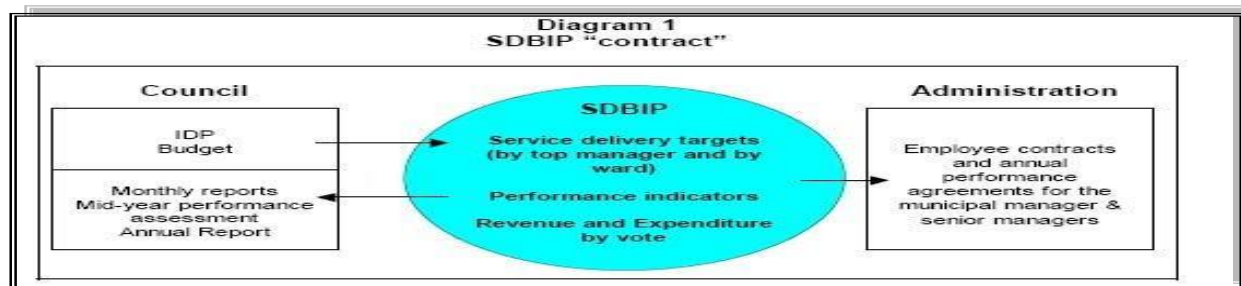 Diagram 1
SDBIP “contract”
Council
IDP
Budget
Monthly reports
Mid-year performance
assessment
Annual Report
SDBIP
Service delivery targets
(by top manager and by
ward)
Performance indicators
Revenue and Expenditure
by vote
Administration
Employee contracts
and annual
performance
agreements for the
municipal manager &
senior managers